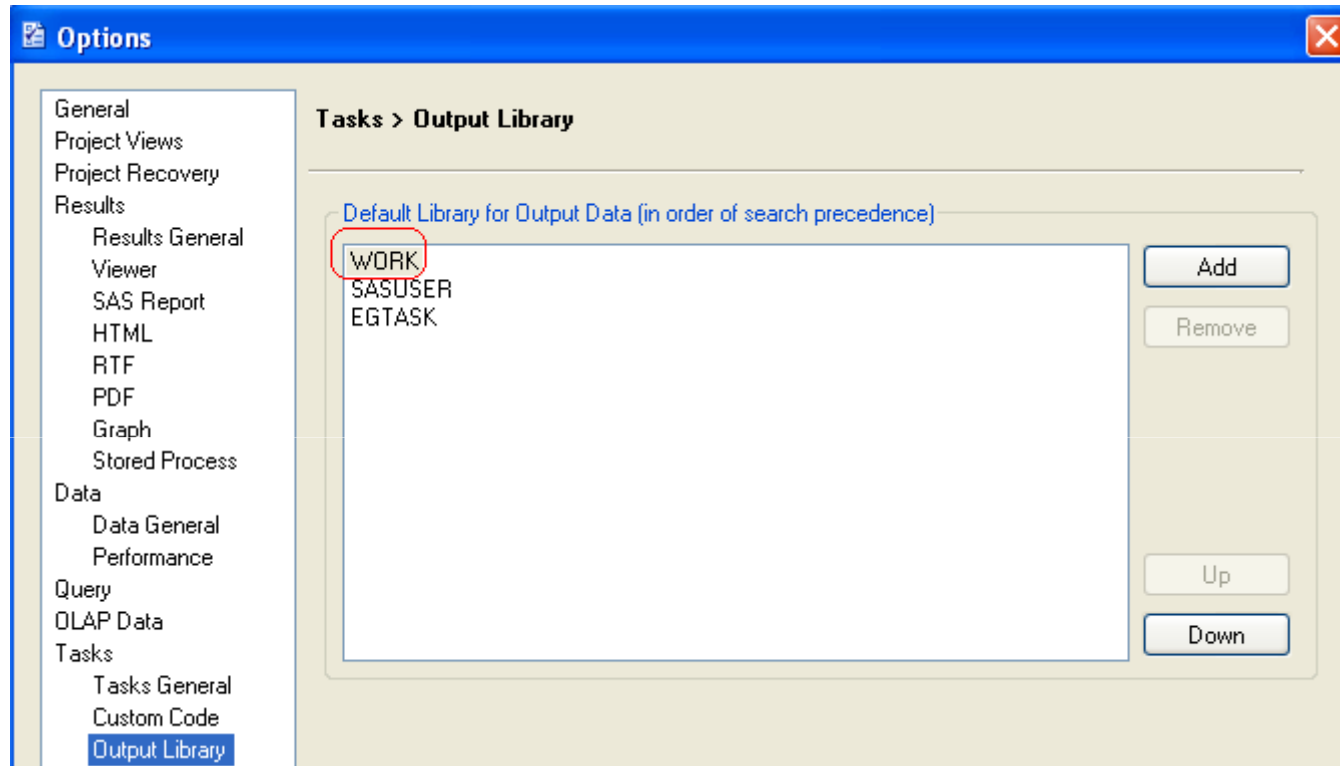 Options
General
Project Views
Project Recovery
Results
Results General
Viewer
SAS Report
HTML
RTF
PDF
Graph
Stored Process
Data
Data General
Performance
Query
OLAP Data
Tasks
Tasks General
Custom Code
Output Library
Tasks > Output Library
Default Library for Output Data (in order of search precedence)
WORK
SASUSER
EGTASK
Add
Remove
Up
Down